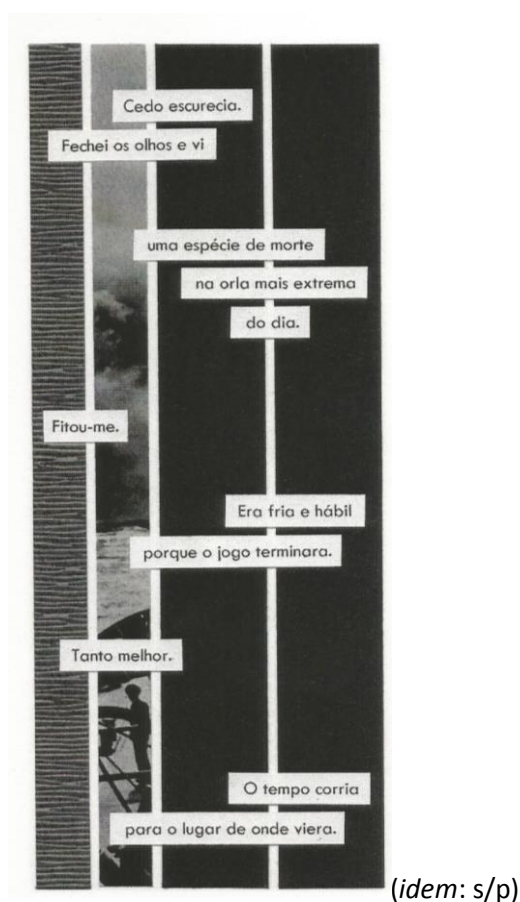 Cedo escurecia.
Fechei os olhos e vi
uma espécie de morte
na orla mais extrema
do dia.
Fitou-me.
Era fria e hábil
porque o jogo terminara.
Tanto melhor.
O tempo corria
para o lugar de onde viera.
(idem: s/p)